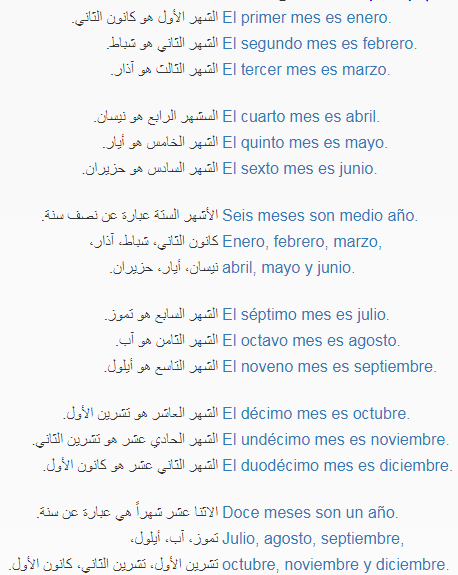 الشهر الأول هو كانون الثاني. El primer mes es enero.
الشهر الثاني هو شباط. El segundo mes es febrero.
الشهر الثالث هو آذار. El tercer mes es marzo.
السشهر الرابع هو نيسان. El cuarto mes es abril.
الشهر الخامس هو أيار. El quinto mes es mayo.
الشهر السادس هو حزيران. El sexto mes es junio.
الأشهر الستة عبارة عن نصف سنة. Seis meses son medio año.
كانون الثاني، شباط، آذار، Enero, febrero, marzo,
نيسان، أيار، حزيران. abril, mayo y junio.
الشهر السابع هو تموز. El séptimo mes es julio.
الشهر الثامن هو آب. El octavo mes es agosto.
الشهر التاسع هو أيلول. El noveno mes es septiembre.
الشهر العاشر هو تشرين الأول. El décimo mes es octubre.
الشهر الحادي عشر هو تشرين الثاني. El undécimo mes es noviembre.
الشهر الثاني عشر هو كانون الأول. El duodécimo mes es diciembre.
الاثنا عشر شهراً هي عبارة عن سنة. Doce meses son un año.
تموز، آب، أيلول، Julio, agosto, septiembre,
تشرين الأول، تشرين الثاني، كانون الأول. octubre, noviembre y diciembre.